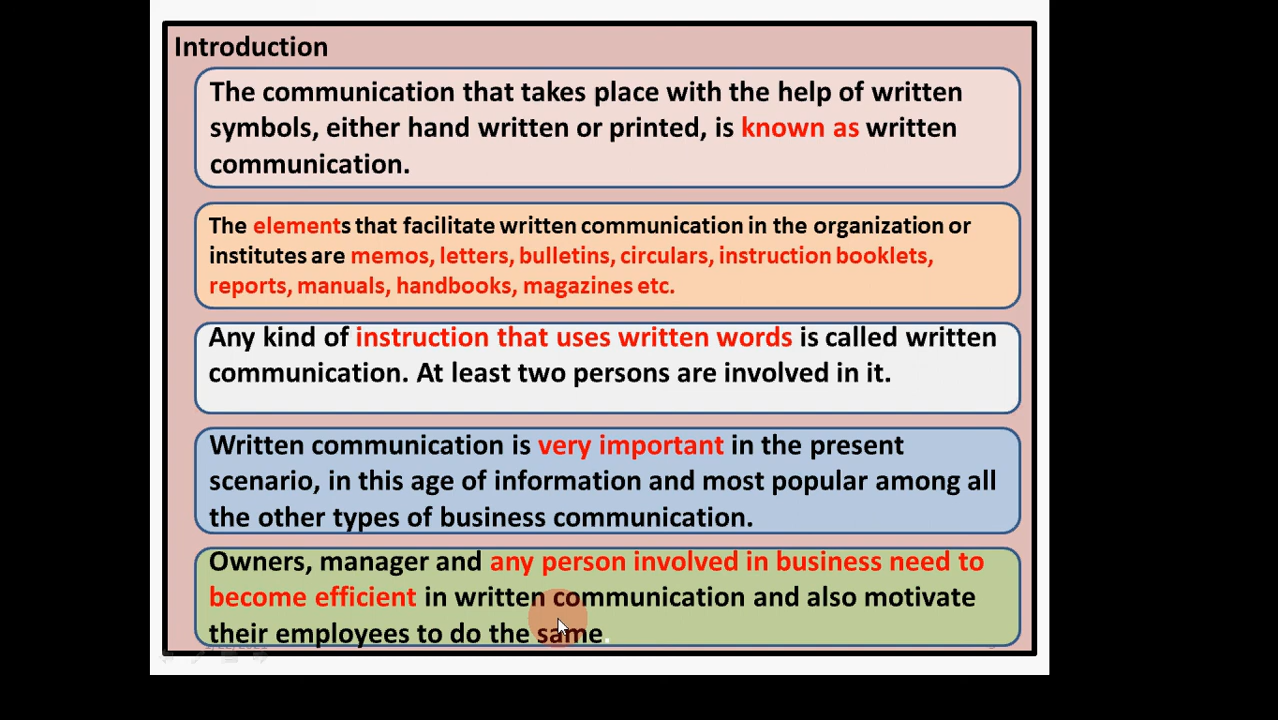 Introduction
The communication that takes place with the help of written
symbols, either hand written or printed, is known as written
communication.
The elements that facilitate written communication in the organization or
institutes are memos, letters, bulletins, circulars, instruction booklets,
reports, manuals, handbooks, magazines etc.
Any kind of instruction that uses written words is called written
communication. At least two persons are involved in it.
Written communication is very important in the present
scenario, in this age of information and most popular among all
the other types of business communication.
Owners, manager and any person involved in business need to
become efficient in written communication and also motivate
their employees to do the same.